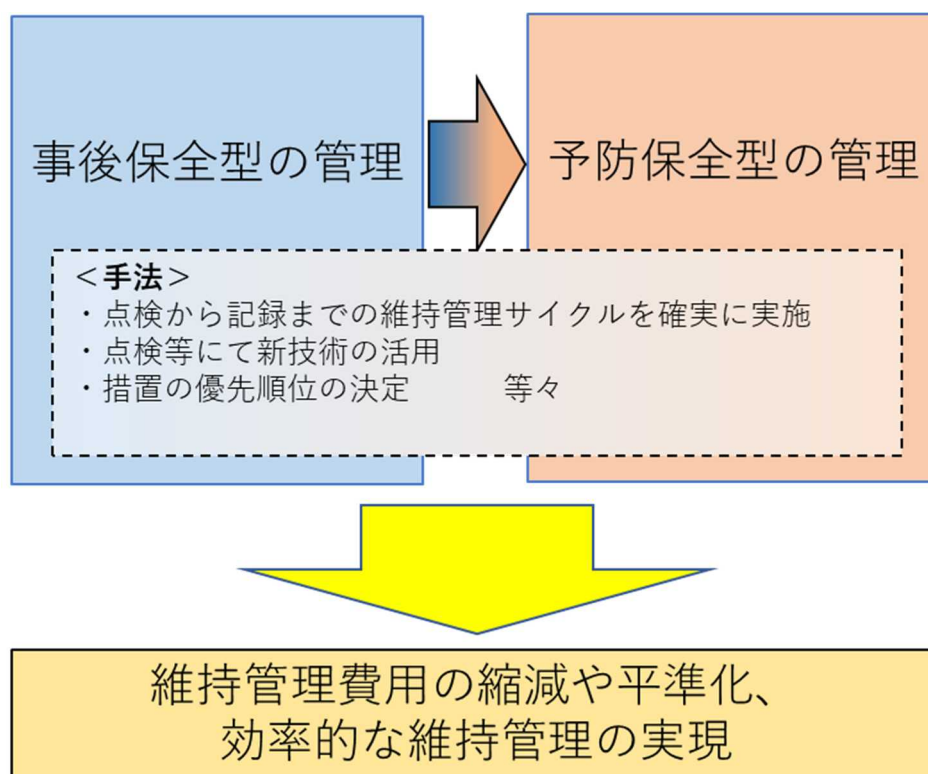 事後保全型の管理
予防保全型の管理
＜手法＞
・点検から記録までの維持管理サイクルを確実に実施
・点検等にて新技術の活用
・措置の優先順位の決定　　　等々
維持管理費用の縮減や平準化、
効率的な維持管理の実現